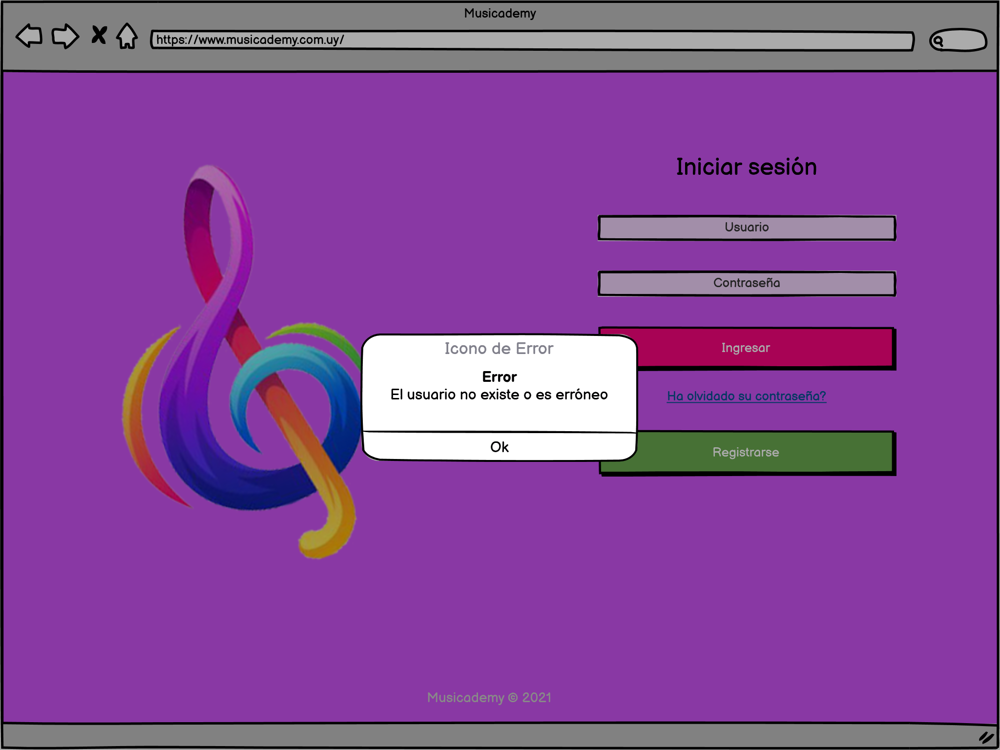 Musicademy
https://www.musicademy.com.uy/
Iniciar sesión
Usuario
Contraseña
Ingresar
Ha olvidado su contraseña?
Registrarse
Icono de Error
Error
El usuario no existe o es erróneo
Ok
Musicademy © 2021